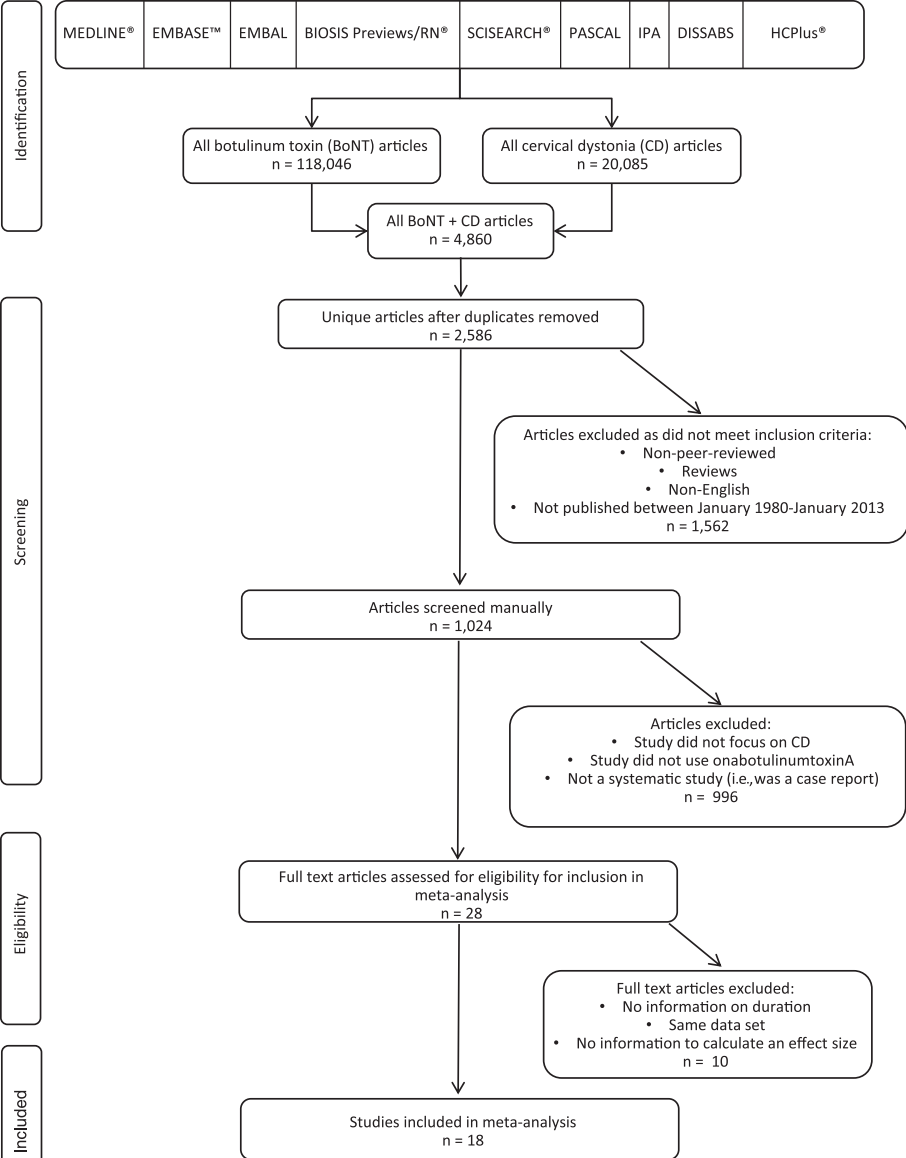 Identification
MEDLINE®
EMBASE™
EMBAL
BIOSIS Previews/RN®
SCISEARCH®
PASCAL
IPA
DISSABS
HCPlus®
All botulinum toxin (BoNT) articles
n = 118,046
All cervical dystonia (CD) articles
n = 20,085
All BoNT + CD articles
n = 4,860
Screening
Unique articles after duplicates removed
n = 2,586
Articles excluded as did not meet inclusion criteria:
• Non-peer-reviewed
• Reviews
• Non-English
• Not published between January 1980-January 2013
n = 1,562
Articles screened manually
n = 1,024
Articles excluded:
• Study did not focus on CD
• Study did not use onabotulinumtoxinA
• Not a systematic study (i.e.,was a case report)
n = 996
Eligibility
Full text articles assessed for eligibility for inclusion in
meta-analysis
n = 28
Full text articles excluded:
• No information on duration
• Same data set
• No information to calculate an effect size
n = 10
Included
Studies included in meta-analysis
n = 18